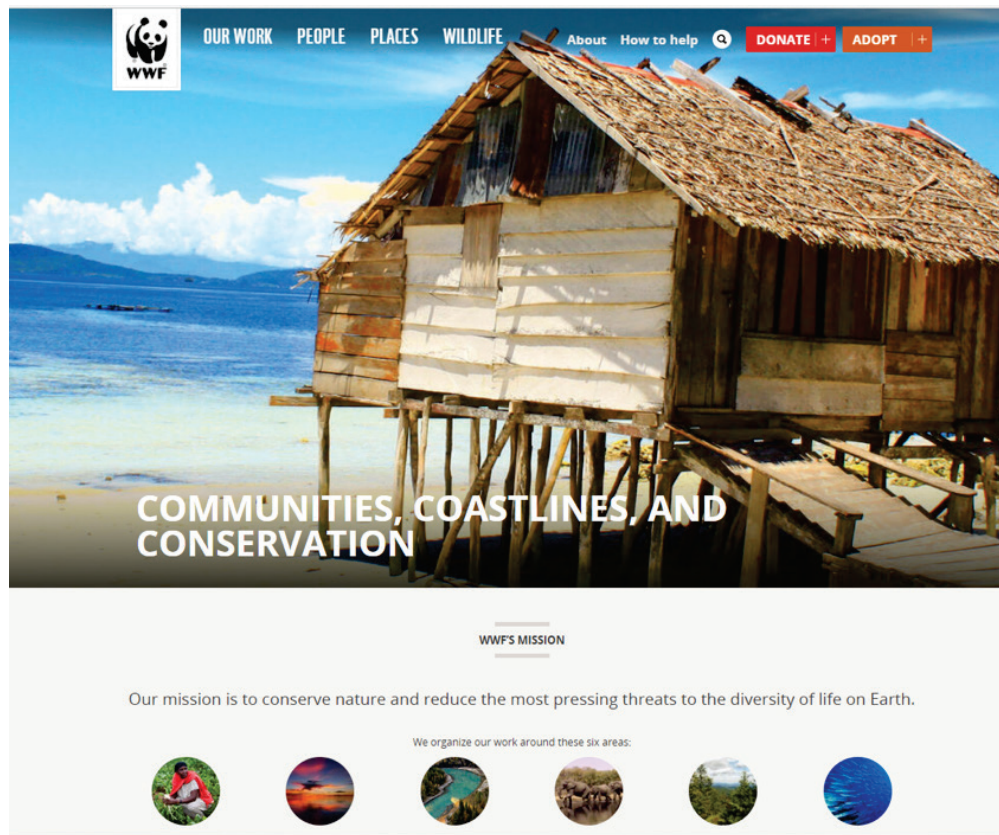 WWF
OUR WORK PEOPLE PLACES WILDLIFE About How to help DONATE + ADOPT +
COMMUNITIES, COASTLINES, AND
CONSERVATION
WWF'S MISSION
Our mission is to conserve nature and reduce the most pressing threats to the diversity of life on Earth.
We organize our work around these six areas: